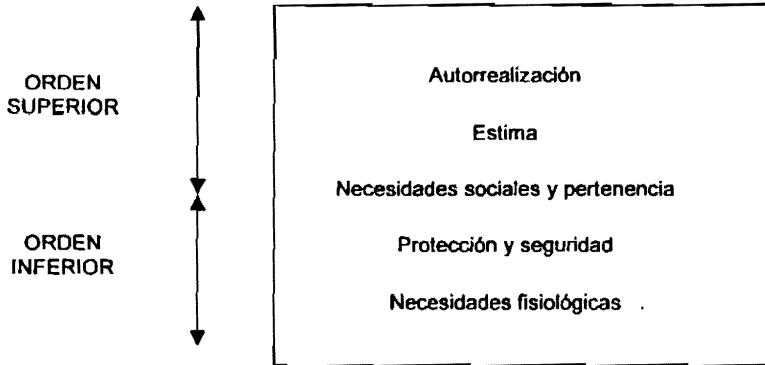 ORDEN
SUPERIOR
Autorrealización
Estima
Necesidades sociales y pertenencia
ORDEN
INFERIOR
Protección y seguridad
Necesidades fisiológicas .